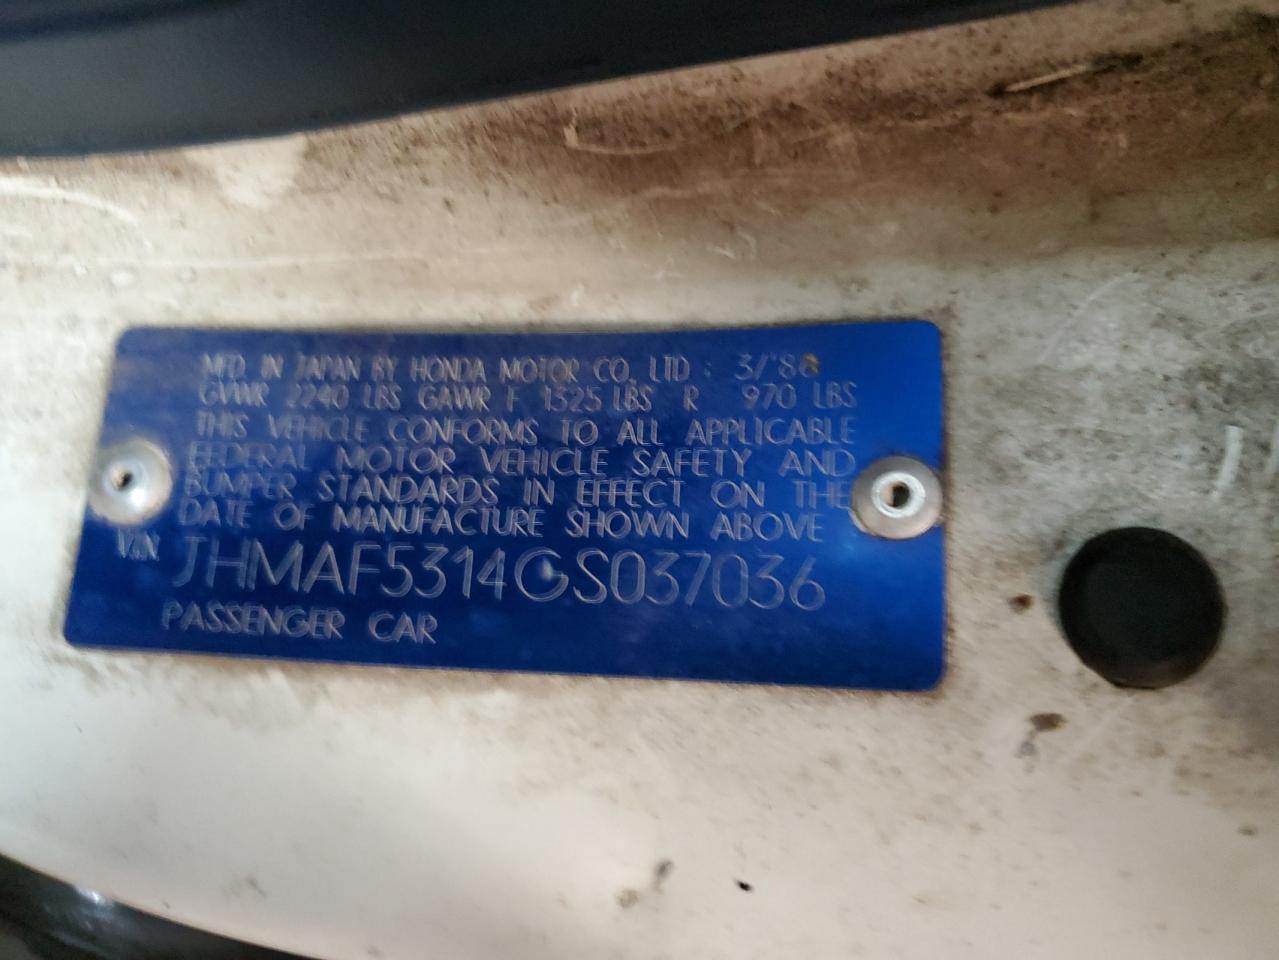 MFD. IN JAPAN BY HONDA MOTOR CO., LTD : 3/'86
GVWR 2240 LBS GAWR F 1325 LBS R 970 LBS
THIS VEHICLE CONFORMS TO ALL APPLICABLE
FEDERAL MOTOR VEHICLE SAFETY AND
BUMPER STANDARDS IN EFFECT ON THE
DATE OF MANUFACTURE SHOWN ABOVE
V.I.N. JHMAF5314GS037036
PASSENGER CAR